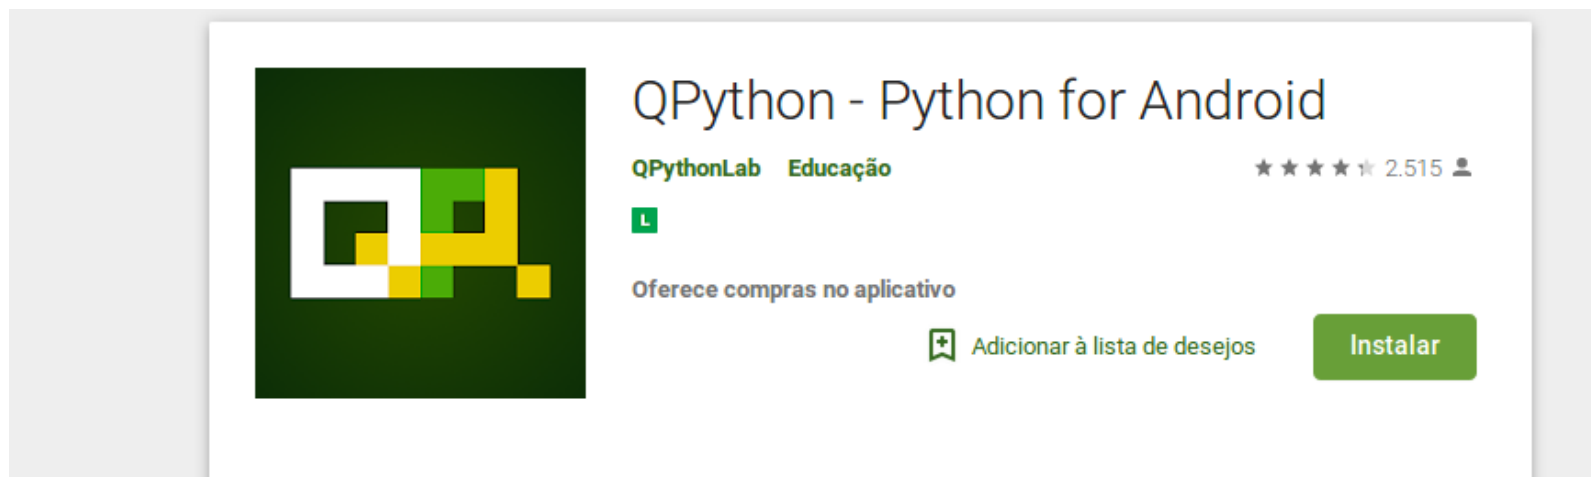 QPython - Python for Android
QPythonLab Educação 2.515
L
Oferece compras no aplicativo
Adicionar à lista de desejos Instalar